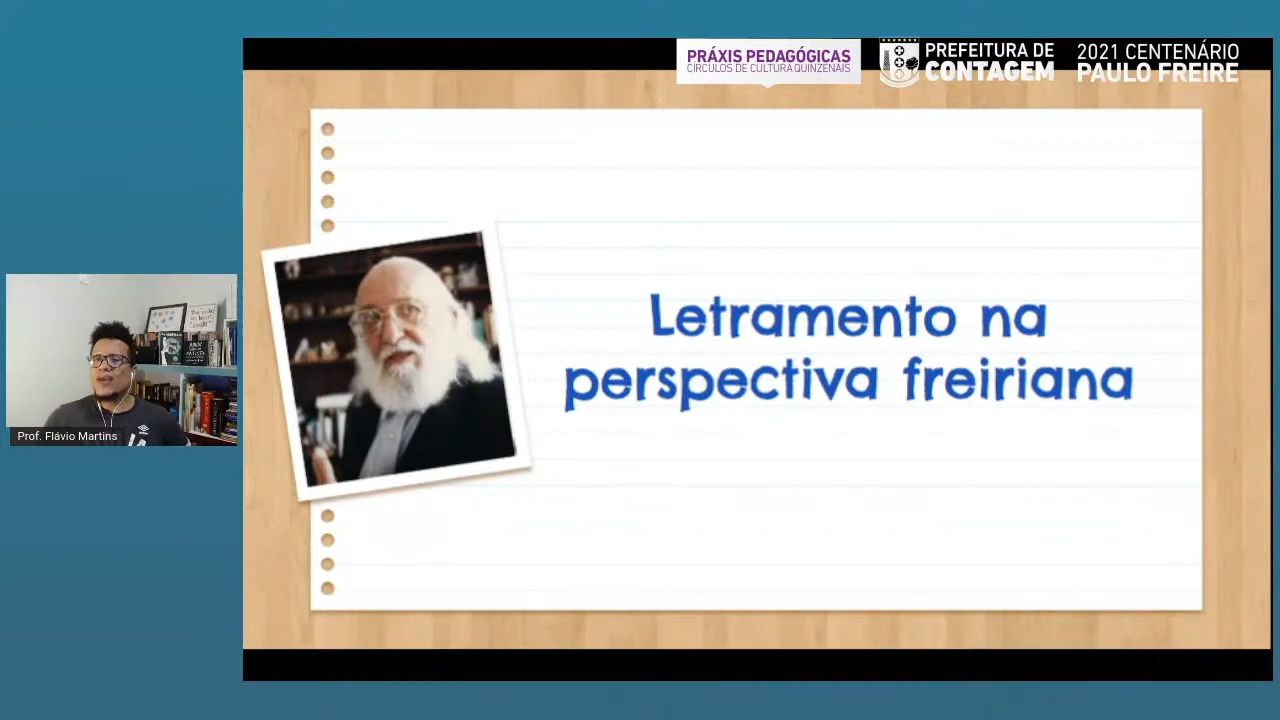 PRÁXIS PEDAGÓGICAS
CÍRCULOS DE CULTURA QUINZENAIS
PREFEITURA DE
CONTAGEM
2021 CENTENÁRIO
PAULO FREIRE
Letramento na
perspectiva freiriana
Prof. Flávio Martins